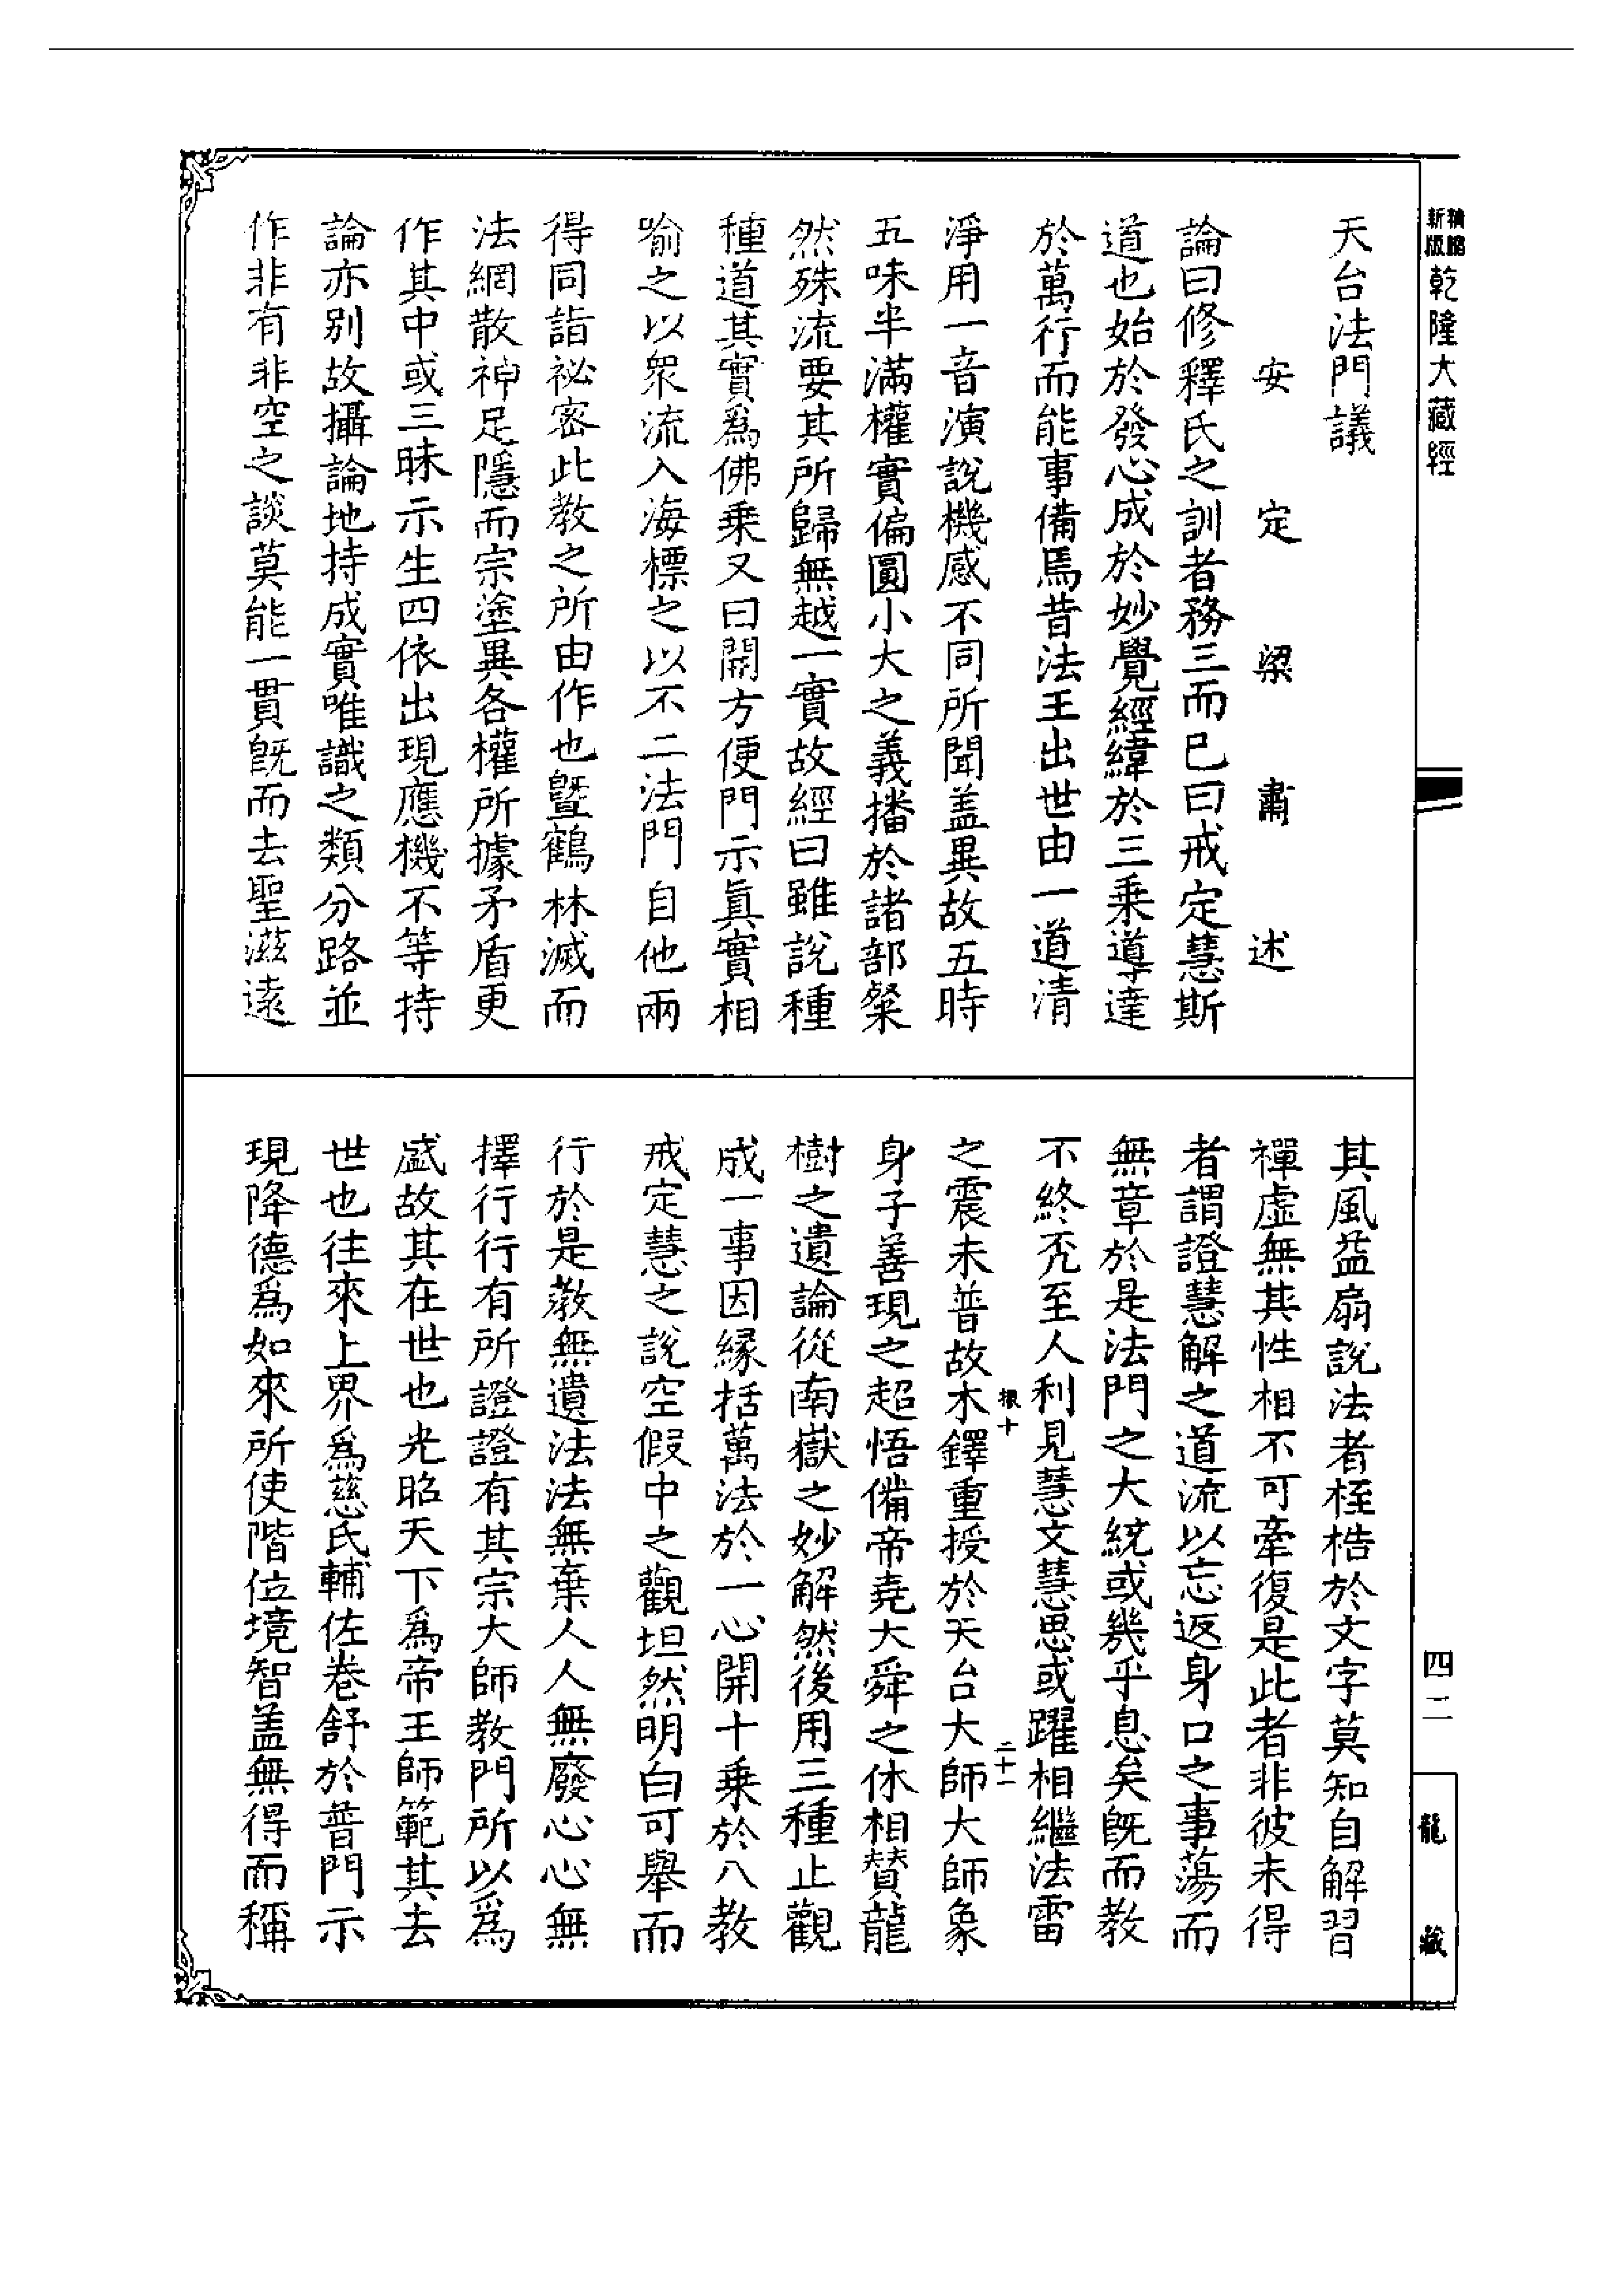 精縮新版乾隆大藏經
天台法門議
安定梁肅述
論曰修釋氏之訓者務三而已曰戒定慧斯
道也始於發心成於妙覺經緯於三乘導達
於萬行而能事備焉昔法王出世由一道清
淨用一音演說機感不同所聞盖異故五時
五味半滿權實偏圓小大之義播於諸部粲
然殊流要其所歸無越一實故經曰雖說種
種道其實爲佛乘又曰開方便門示眞實相
喻之以衆流入海標之以不二法門自他兩
得同詣祕密此教之所由作也曁鶴林滅而
法網散神足隱而宗塗異各權所據矛盾更
作其中或三昧示生四依出現應機不等持
論亦别故攝論地持成實唯識之類分路並
作非有非空之談莫能一貫旣而去聖滋遠
其風益扇說法者桎梏於文字莫知自解習
禪虛無其性相不可牽復是此者非彼未得
者謂證慧解之道流以忘返身口之事蕩而
無章於是法門之大統或幾乎息矣旣而教
不終兖至人利見慧文慧思或躍相繼法雷
之震未普故木鐸重授於天台大師大師象
身子善現之超悟備帝堯大舜之休相賛龍
樹之遺論從南嶽之妙解然後用三種止觀
成一事因緣括萬法於一心開十乘於八教
戒定慧之說空假中之觀坦然明白可舉而
行於是教無遺法法無棄人人無廢心心無
擇行行有所證證有其宗大師教門所以爲
盛故其在世也光昭天下爲帝王師範其去
世也往來上界爲慈氏輔佐卷舒於普門示
現降德爲如來所使階位境智盖無得而稱
二十一
四二
龍藏